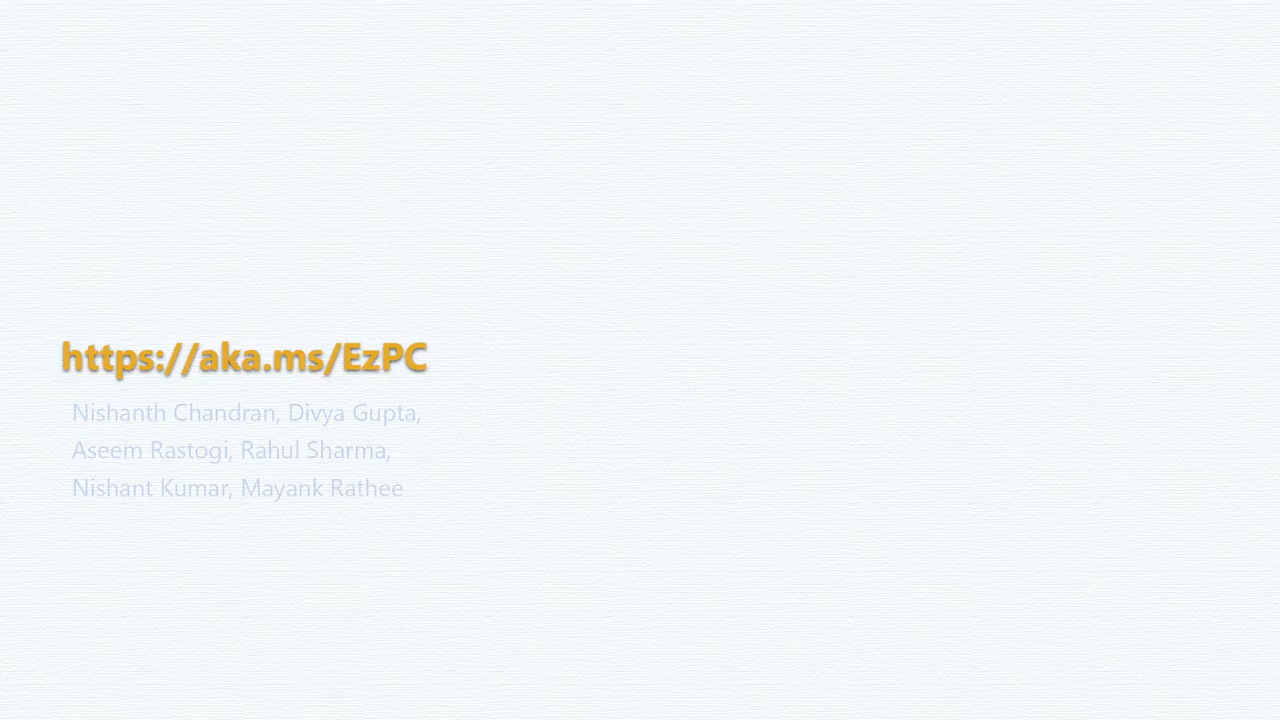 https://aka.ms/EzPC
Nishanth Chandran, Divya Gupta,
Aseem Rastogi, Rahul Sharma,
Nishant Kumar, Mayank Rathee